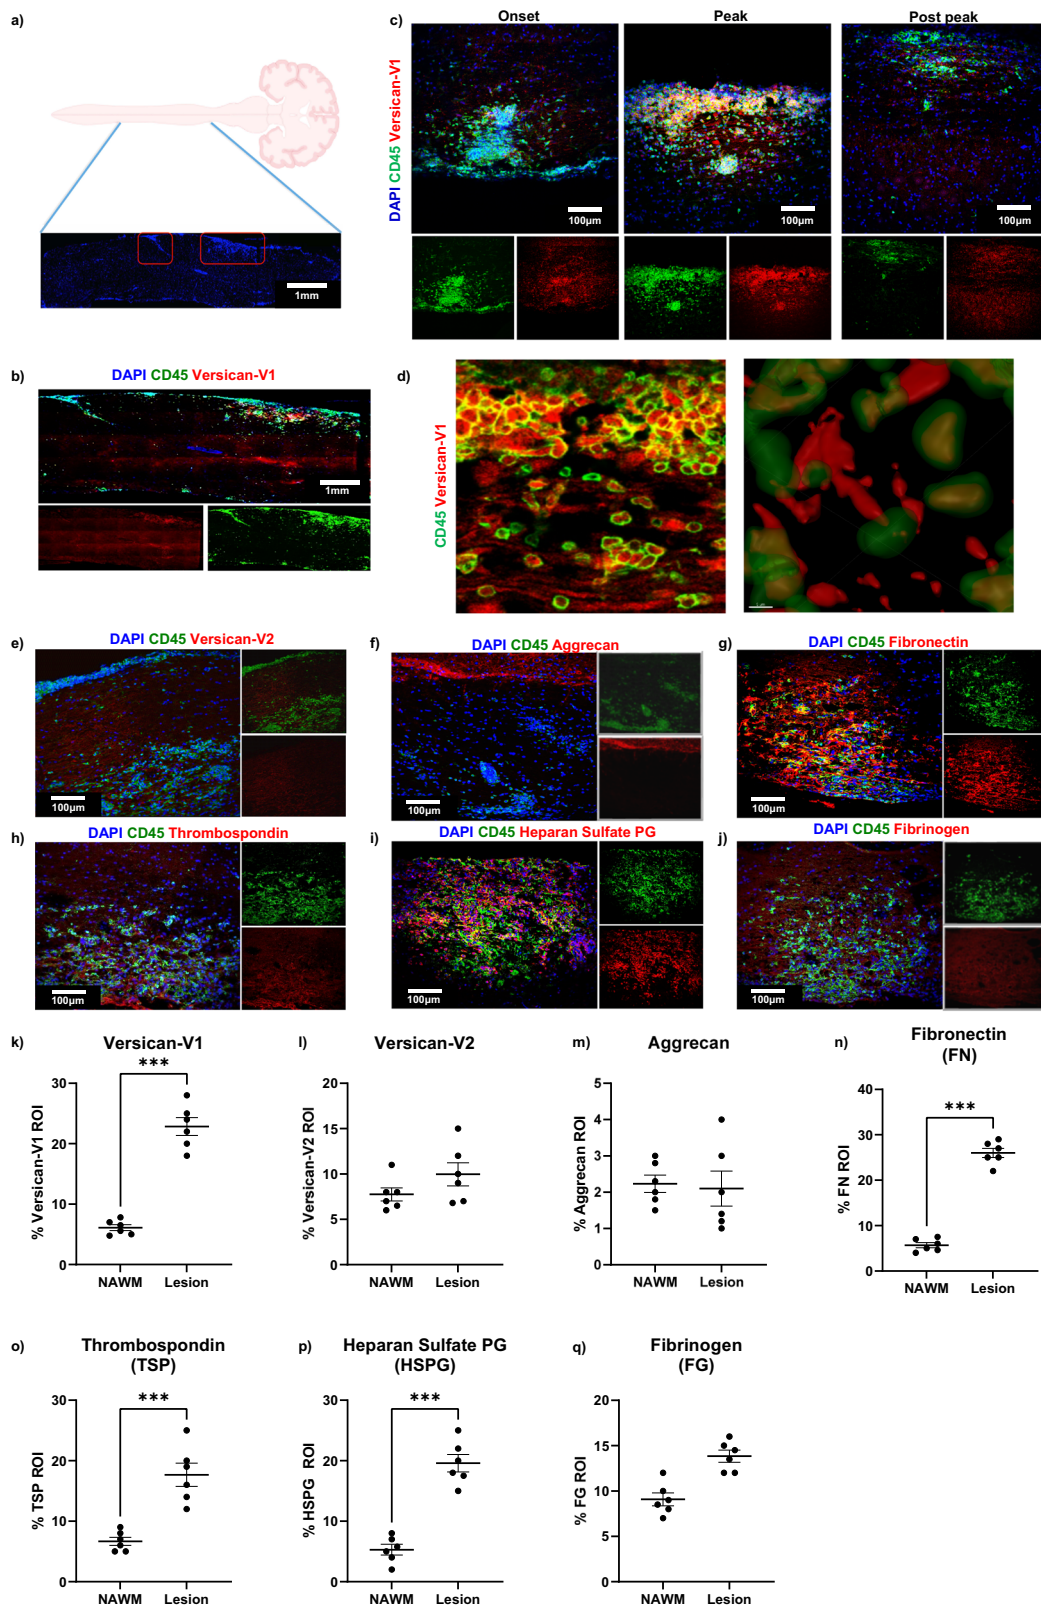 a)
1mm
b)
DAPI CD45 Versican-V1
1mm
c)
Onset
Peak
Post peak
DAPI CD45 Versican-V1
100µm
100µm
100µm
d)
CD45 Versican-V1
e)
DAPI CD45 Versican-V2
100µm
f)
DAPI CD45 Aggrecan
100µm
g)
DAPI CD45 Fibronectin
100µm
h)
DAPI CD45 Thrombospondin
100µm
i)
DAPI CD45 Heparan Sulfate PG
100µm
j)
DAPI CD45 Fibrinogen
100µm
k)
Versican-V1
***
% Versican-V1 ROI
30
20
10
0
NAWM Lesion
l)
Versican-V2
% Versican-V2 ROI
20
15
10
5
0
NAWM Lesion
m)
Aggrecan
% Aggrecan ROI
5
4
3
2
1
0
NAWM Lesion
n)
Fibronectin
(FN)
***
% FN ROI
40
30
20
10
0
NAWM Lesion
o)
Thrombospondin
(TSP)
***
% TSP ROI
30
20
10
0
NAWM Lesion
p)
Heparan Sulfate PG
(HSPG)
***
% HSPG ROI
30
20
10
0
NAWM Lesion
q)
Fibrinogen
(FG)
% FG ROI
20
15
10
5
0
NAWM Lesion